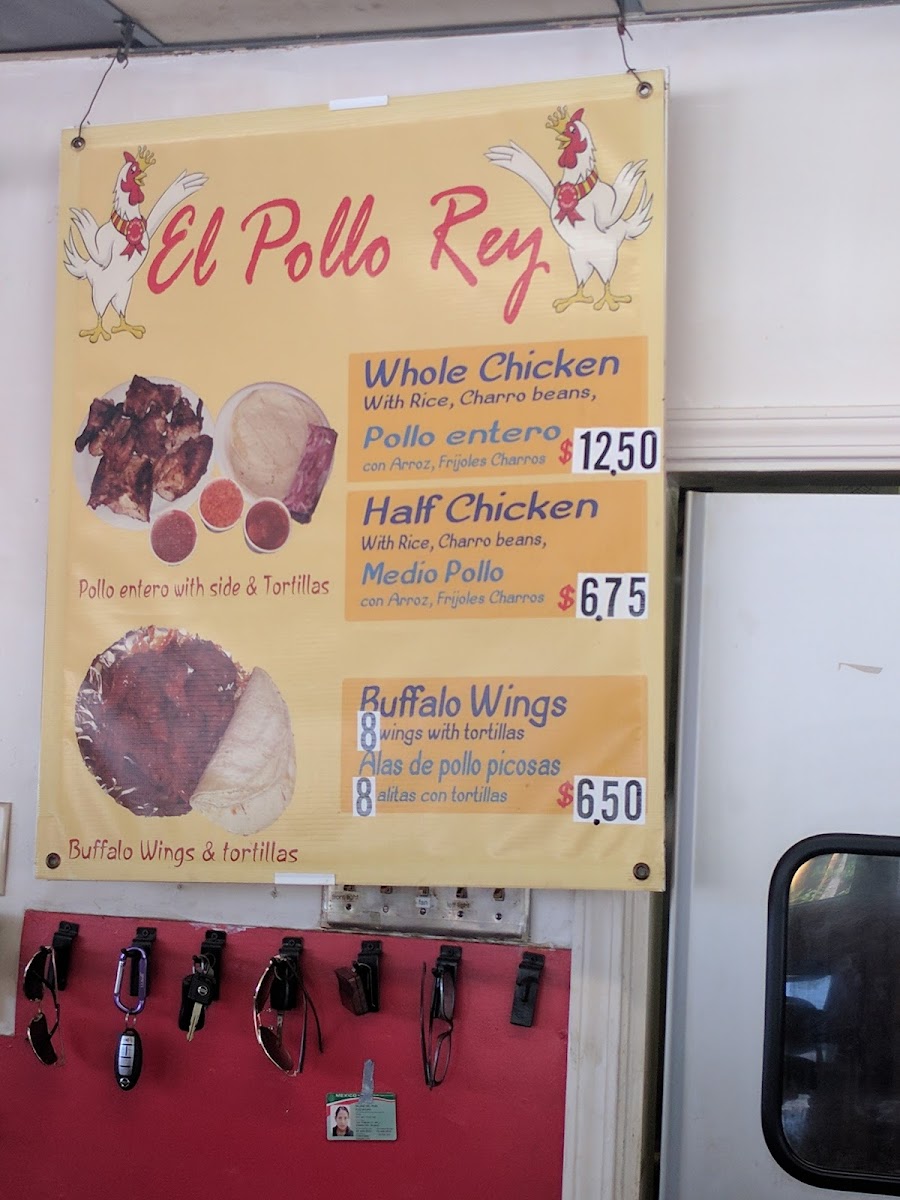 El Pollo Rey
Whole Chicken
With Rice, Charro beans,
Pollo entero
con Arroz, Frijoles Charros
$12.50
Half Chicken
With Rice, Charro beans,
Medio Pollo
con Arroz, Frijoles Charros
$6.75
Pollo entero with side & Tortillas
Buffalo Wings
8 wings with tortillas
Alas de pollo picosas
8 alitas con tortillas
$6.50
Buffalo Wings & tortillas
MEXICO